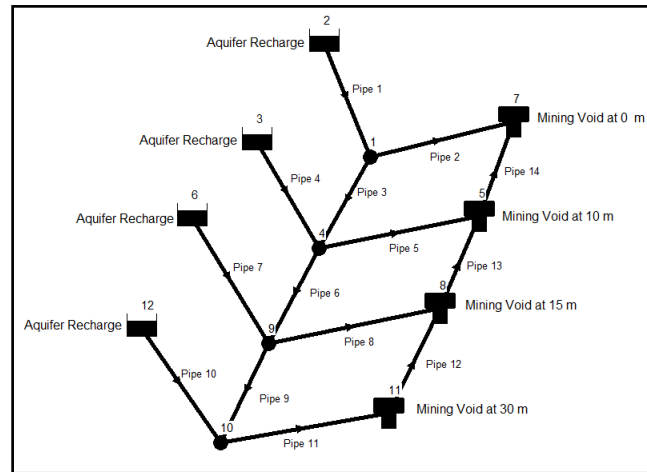 2
Aquifer Recharge
Pipe 1
7
Mining Void at 0 m
3
Aquifer Recharge
1
Pipe 2
Pipe 14
Pipe 4
Pipe 3
6
Aquifer Recharge
5
Mining Void at 10 m
4
Pipe 5
Pipe 13
Pipe 7
Pipe 6
8
Mining Void at 15 m
12
Aquifer Recharge
9
Pipe 8
Pipe 12
Pipe 10
Pipe 9
11
Mining Void at 30 m
10
Pipe 11